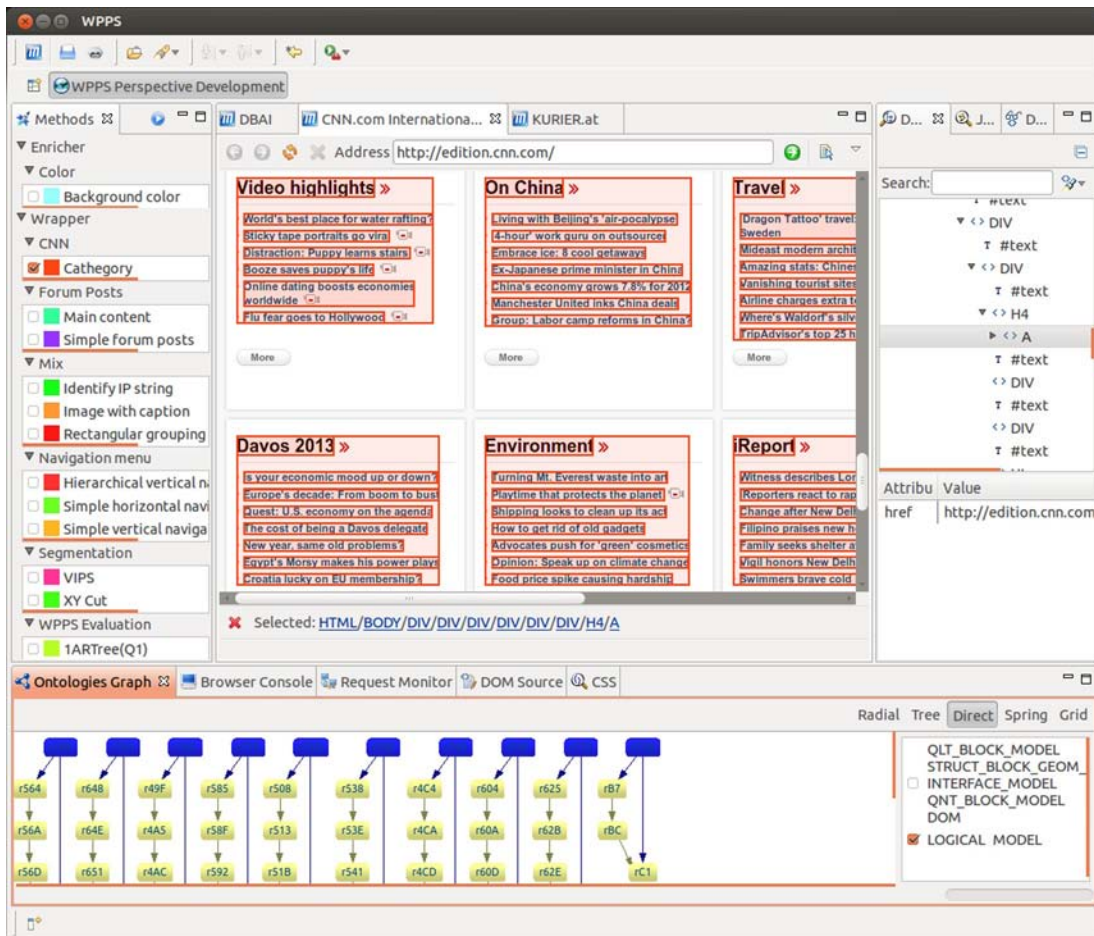 WPPS
WPPS Perspective Development
Methods
Enricher
Color
Background color
Wrapper
CNN
Cathegory
Forum Posts
Main content
Simple forum posts
Mix
Identify IP string
Image with caption
Rectangular grouping
Navigation menu
Hierarchical vertical n
Simple horizontal navi
Simple vertical naviga
Segmentation
VIPS
XY Cut
WPPS Evaluation
1ARTree(Q1)
DBAI
CNN.com Internationa...
KURIER.at
Address http://edition.cnn.com/
Video highlights »
World's best place for water rafting?
Sticky tape portraits go viral
Distraction: Puppy learns stairs
Booze saves puppy's life
Online dating boosts economies
worldwide
Flu fear goes to Hollywood
More
On China »
Living with Beijing's 'air-pocalypse'
'4-hour' work guru on outsourcer
Embrace ice: 8 cool getaways
Ex-Japanese prime minister in China
China's economy grows 7.8% for 2012
Manchester United inks China deals
Group: Labor camp reforms in China?
More
Travel »
'Dragon Tattoo' travel:
Sweden
Mideast modern archit
Amazing stats: Chines
Vanishing tourist sites
Airline charges extra to
Where's Waldorf's silv
TripAdvisor's top 25 h
More
Davos 2013 »
Is your economic mood up or down?
Europe's decade: From boom to bust
Quest: U.S. economy on the agenda
The cost of being a Davos delegate
New year, same old problems?
Egypt's Morsy makes his power plays
Croatia lucky on EU membership?
Environment »
Turning Mt. Everest waste into art
Playtime that protects the planet
Shipping looks to clean up its act
How to get rid of old gadgets
Advocates push for 'green' cosmetics
Opinion: Speak up on climate change
Food price spike causing hardship
iReport »
Witness describes Lon
Reporters react to rap
Change after New Delh
Filipino praises new h
Family seeks shelter a
Vigil honors New Delh
Swimmers brave cold
Selected: HTML/BODY/DIV/DIV/DIV/DIV/DIV/DIV/H4/A
D...
J...
D...
Search:
#text
<> DIV
T #text
<> DIV
T #text
<> H4
<> A
T #text
<> DIV
T #text
<> DIV
T #text
Attribu Value
href http://edition.cnn.com
Ontologies Graph
Browser Console
Request Monitor
DOM Source
CSS
Radial Tree Direct Spring Grid
r564 r648 r49F r585 r508 r538 r4C4 r604 r625 rB7
r56A r64E r4A5 r58F r513 r53E r4CA r60A r62B rBC
r56D r651 r4AC r592 r51B r541 r4CD r60D r62E rC1
QLT_BLOCK_MODEL
STRUCT_BLOCK_GEOM_
INTERFACE_MODEL
QNT_BLOCK_MODEL
DOM
LOGICAL_MODEL